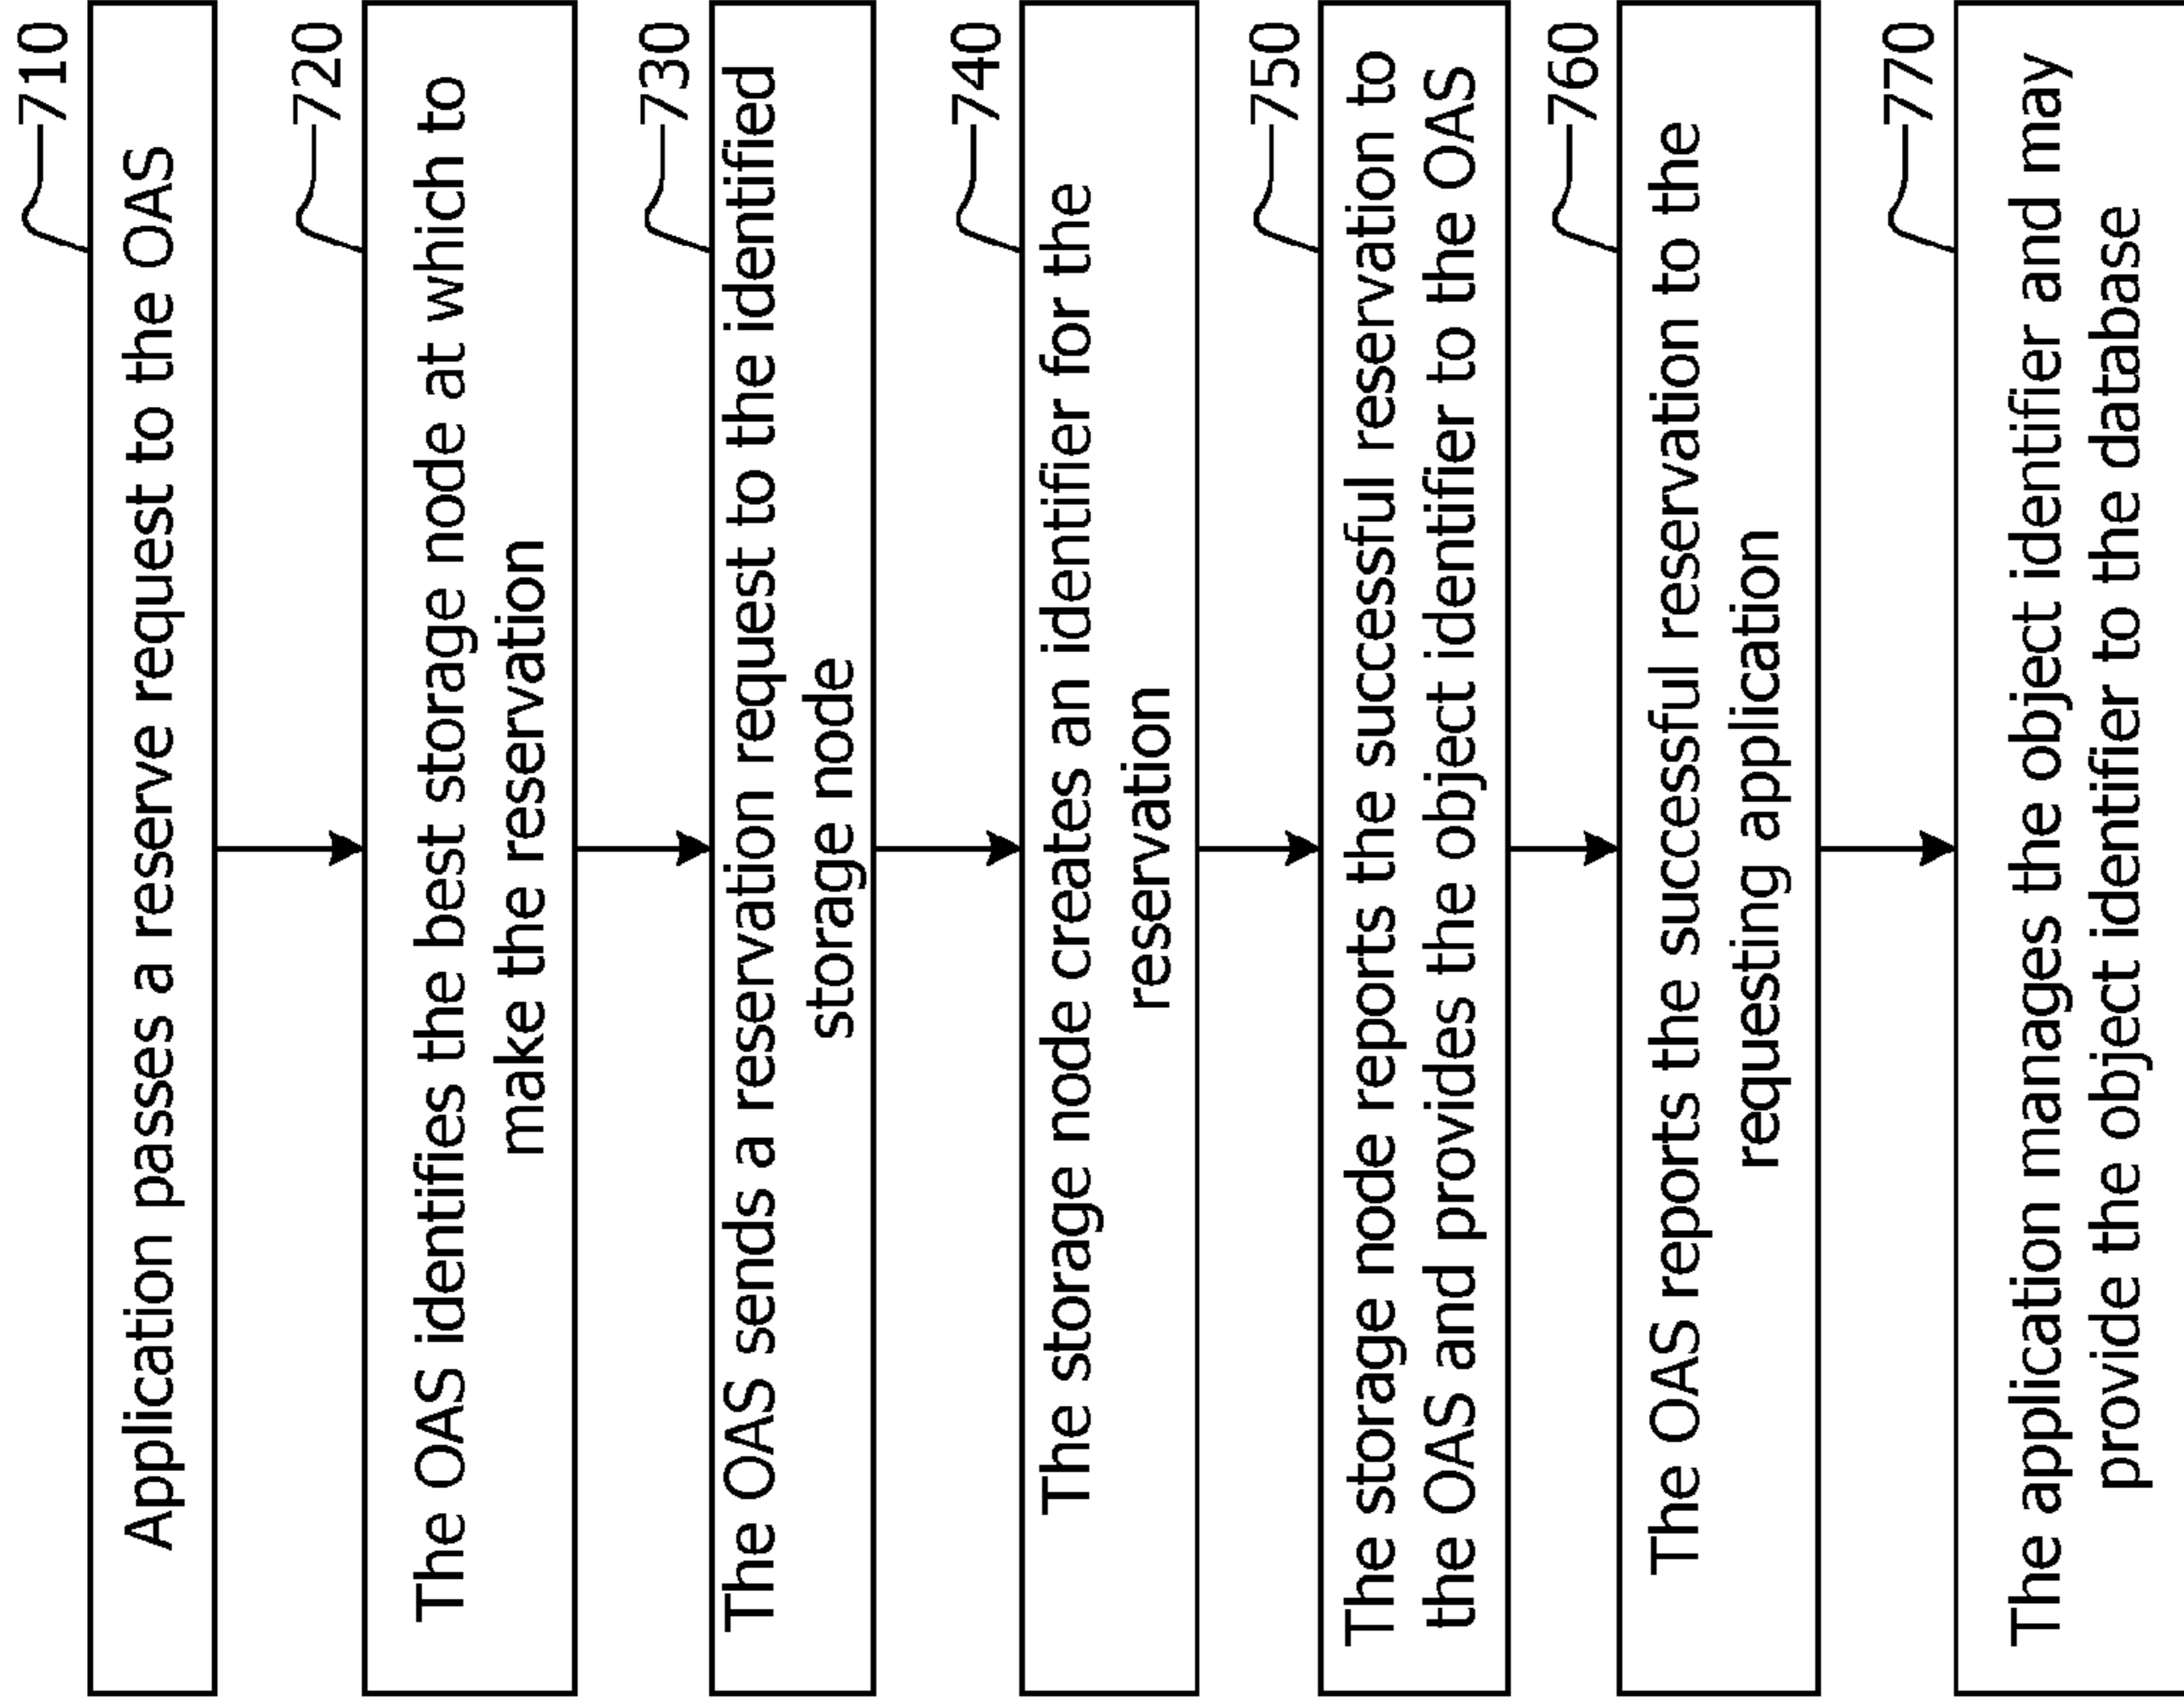 710
Application passes a reserve request to the OAS
720
The OAS identifies the best storage node at which to
make the reservation
730
The OAS sends a reservation request to the identified
storage node
740
The storage node creates an identifier for the
reservation
750
The storage node reports the successful reservation to
the OAS and provides the object identifier to the OAS
760
The OAS reports the successful reservation to the
requesting application
770
The application manages the object identifier and may
provide the object identifier to the database